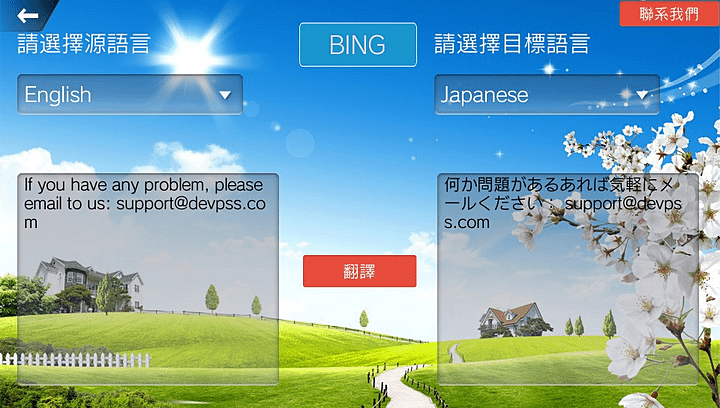 聯系我們
請選擇源語言
BING
請選擇目標語言
English
Japanese
If you have any problem, please
email to us: support@devpss.co
m
何か問題があるあれば気軽にメ
ールください： support@devps
s.com
翻譯